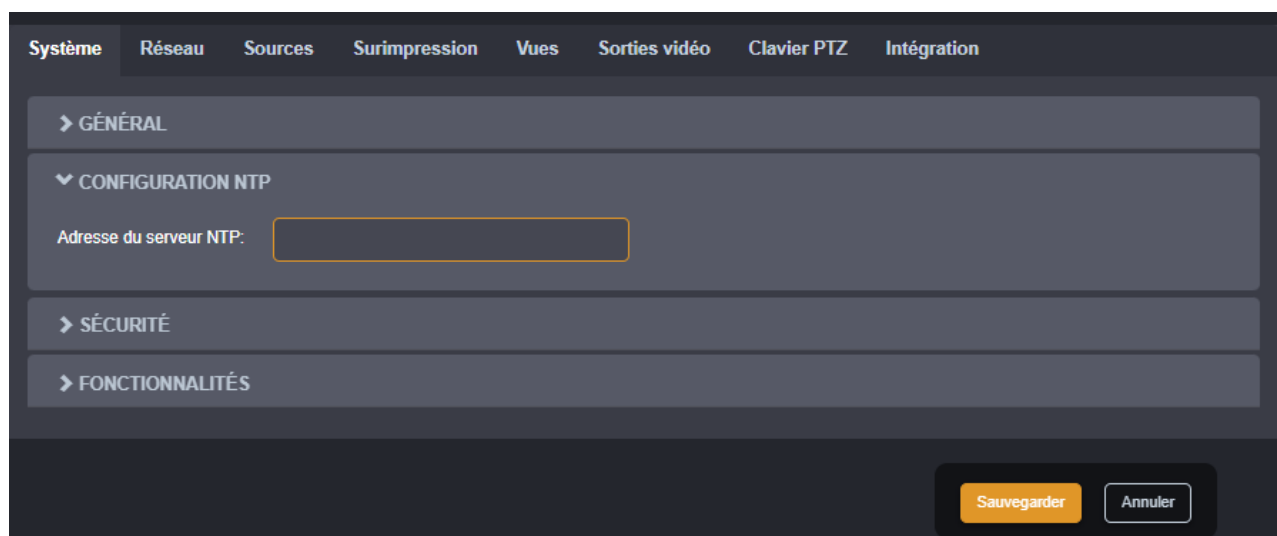 Système Réseau Sources Surimpression Vues Sorties vidéo Clavier PTZ Intégration
GÉNÉRAL
CONFIGURATION NTP
Adresse du serveur NTP:
SÉCURITÉ
FONCTIONNALITÉS
Sauvegarder Annuler